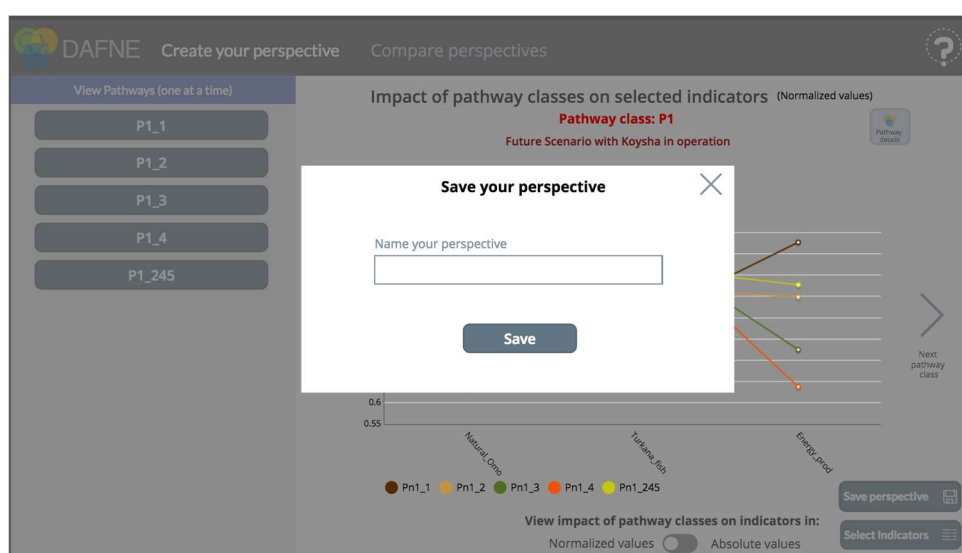 DAFNE Create your perspective Compare perspectives
?
View Pathways (one at a time)
P1_1
P1_2
P1_3
P1_4
P1_245
Impact of pathway classes on selected indicators (Normalized values)
Pathway class: P1
Future Scenario with Koysha in operation
Pathway
details
Save your perspective
Name your perspective
Save
Next
pathway
class
0.6
0.55
Natural_Omo
Turkana_fish
Energy_prod
Pn1_1 Pn1_2 Pn1_3 Pn1_4 Pn1_245
Save perspective
View impact of pathway classes on indicators in:
Select Indicators
Normalized values Absolute values